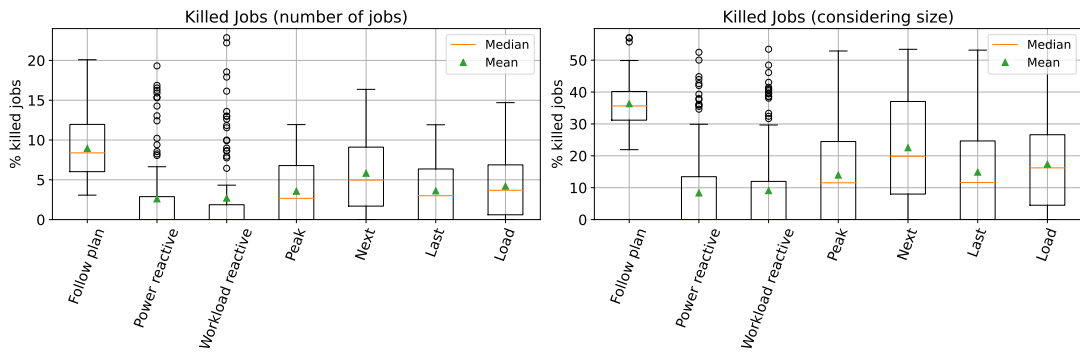 Killed Jobs (number of jobs)
% killed jobs
20
15
10
5
0
Median
Mean
Follow plan
Power reactive
Workload reactive
Peak
Next
Last
Load
Killed Jobs (considering size)
% killed jobs
50
40
30
20
10
0
Median
Mean
Follow plan
Power reactive
Workload reactive
Peak
Next
Last
Load